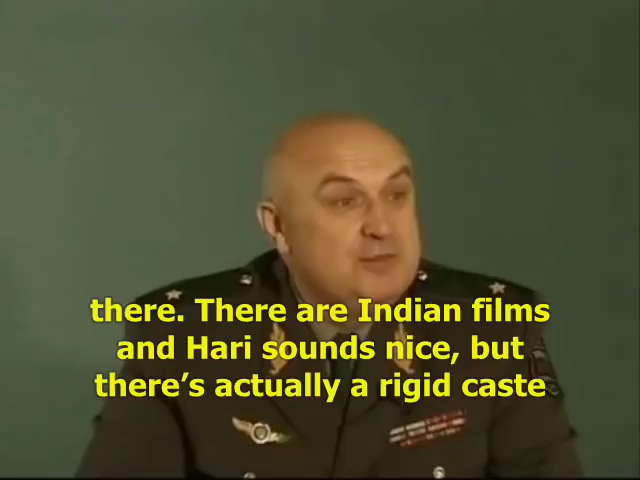 there. There are Indian films
and Hari sounds nice, but
there's actually a rigid caste